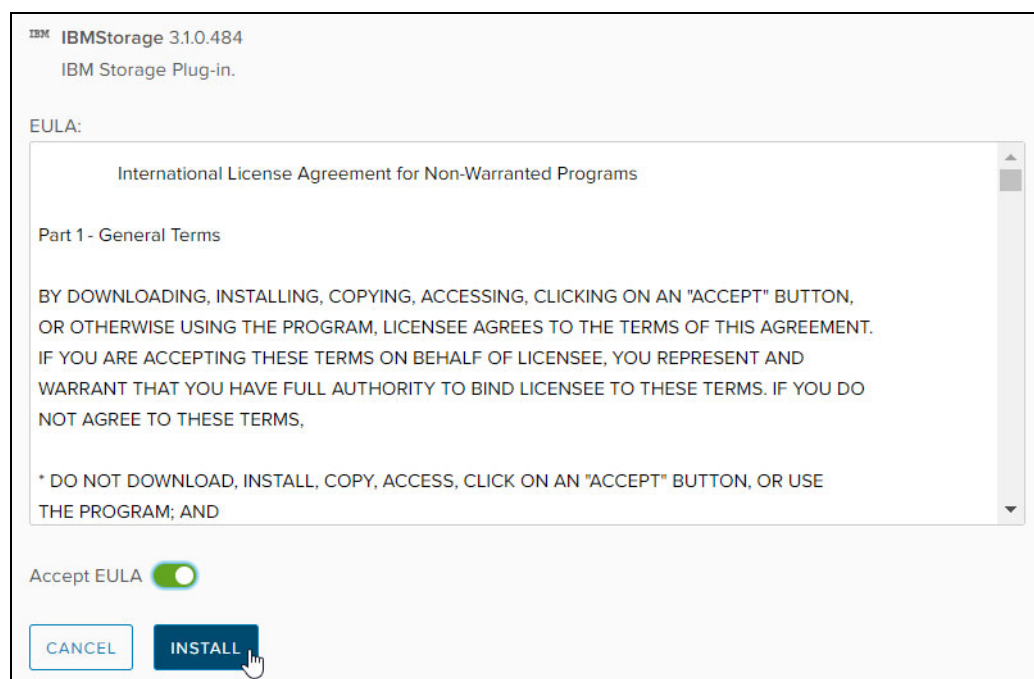 IBM IBMStorage 3.1.0.484
IBM Storage Plug-in.
EULA:
International License Agreement for Non-Warranted Programs
Part 1 - General Terms
BY DOWNLOADING, INSTALLING, COPYING, ACCESSING, CLICKING ON AN "ACCEPT" BUTTON,
OR OTHERWISE USING THE PROGRAM, LICENSEE AGREES TO THE TERMS OF THIS AGREEMENT.
IF YOU ARE ACCEPTING THESE TERMS ON BEHALF OF LICENSEE, YOU REPRESENT AND
WARRANT THAT YOU HAVE FULL AUTHORITY TO BIND LICENSEE TO THESE TERMS. IF YOU DO
NOT AGREE TO THESE TERMS,
* DO NOT DOWNLOAD, INSTALL, COPY, ACCESS, CLICK ON AN "ACCEPT" BUTTON, OR USE
THE PROGRAM; AND
Accept EULA
CANCEL INSTALL